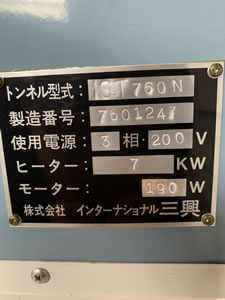 トンネル型式: 760N
製造番号: 7601247
使用電源: 3 相・200 V
ヒーター: 7 KW
モーター: 190 W
株式会社 インターナショナル三興